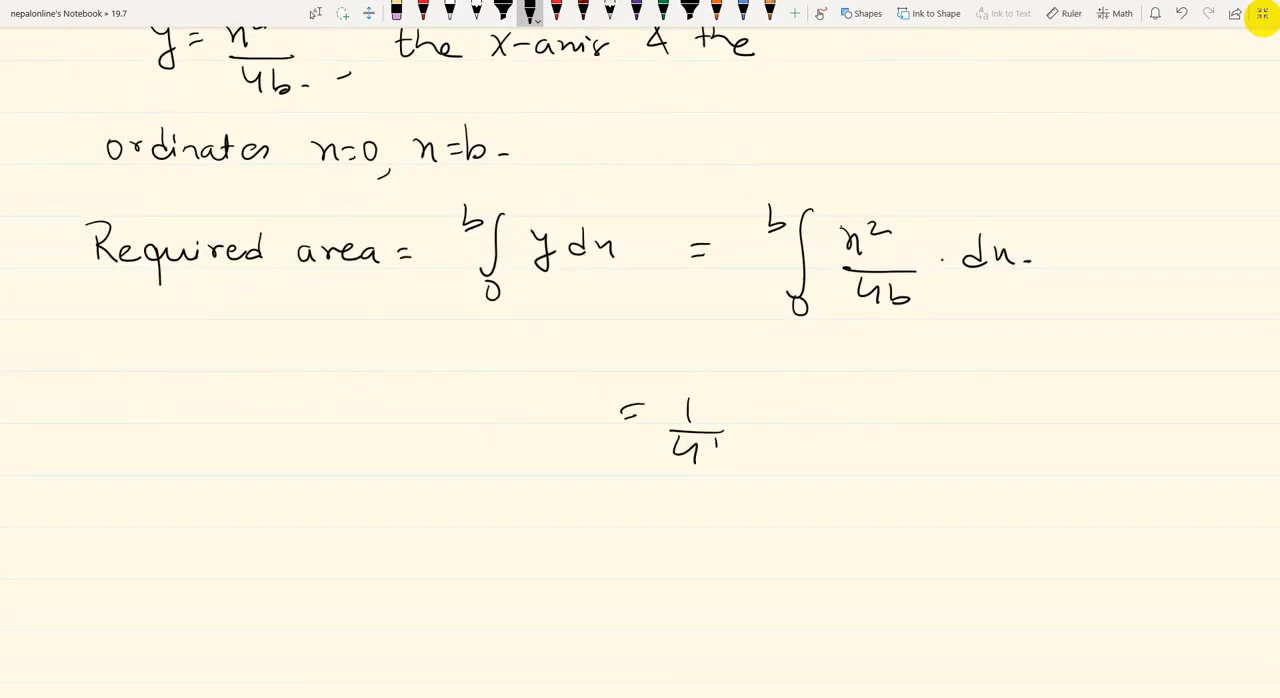 nepalonline's Notebook » 19.7
Shapes Ink to Shape Ink to Text Ruler Math
y = x²/4b, the x-axis & the
ordinates x=0, x=b.
Required area = ∫₀ᵇ y dx = ∫₀ᵇ x²/4b . dx.
= 1/4